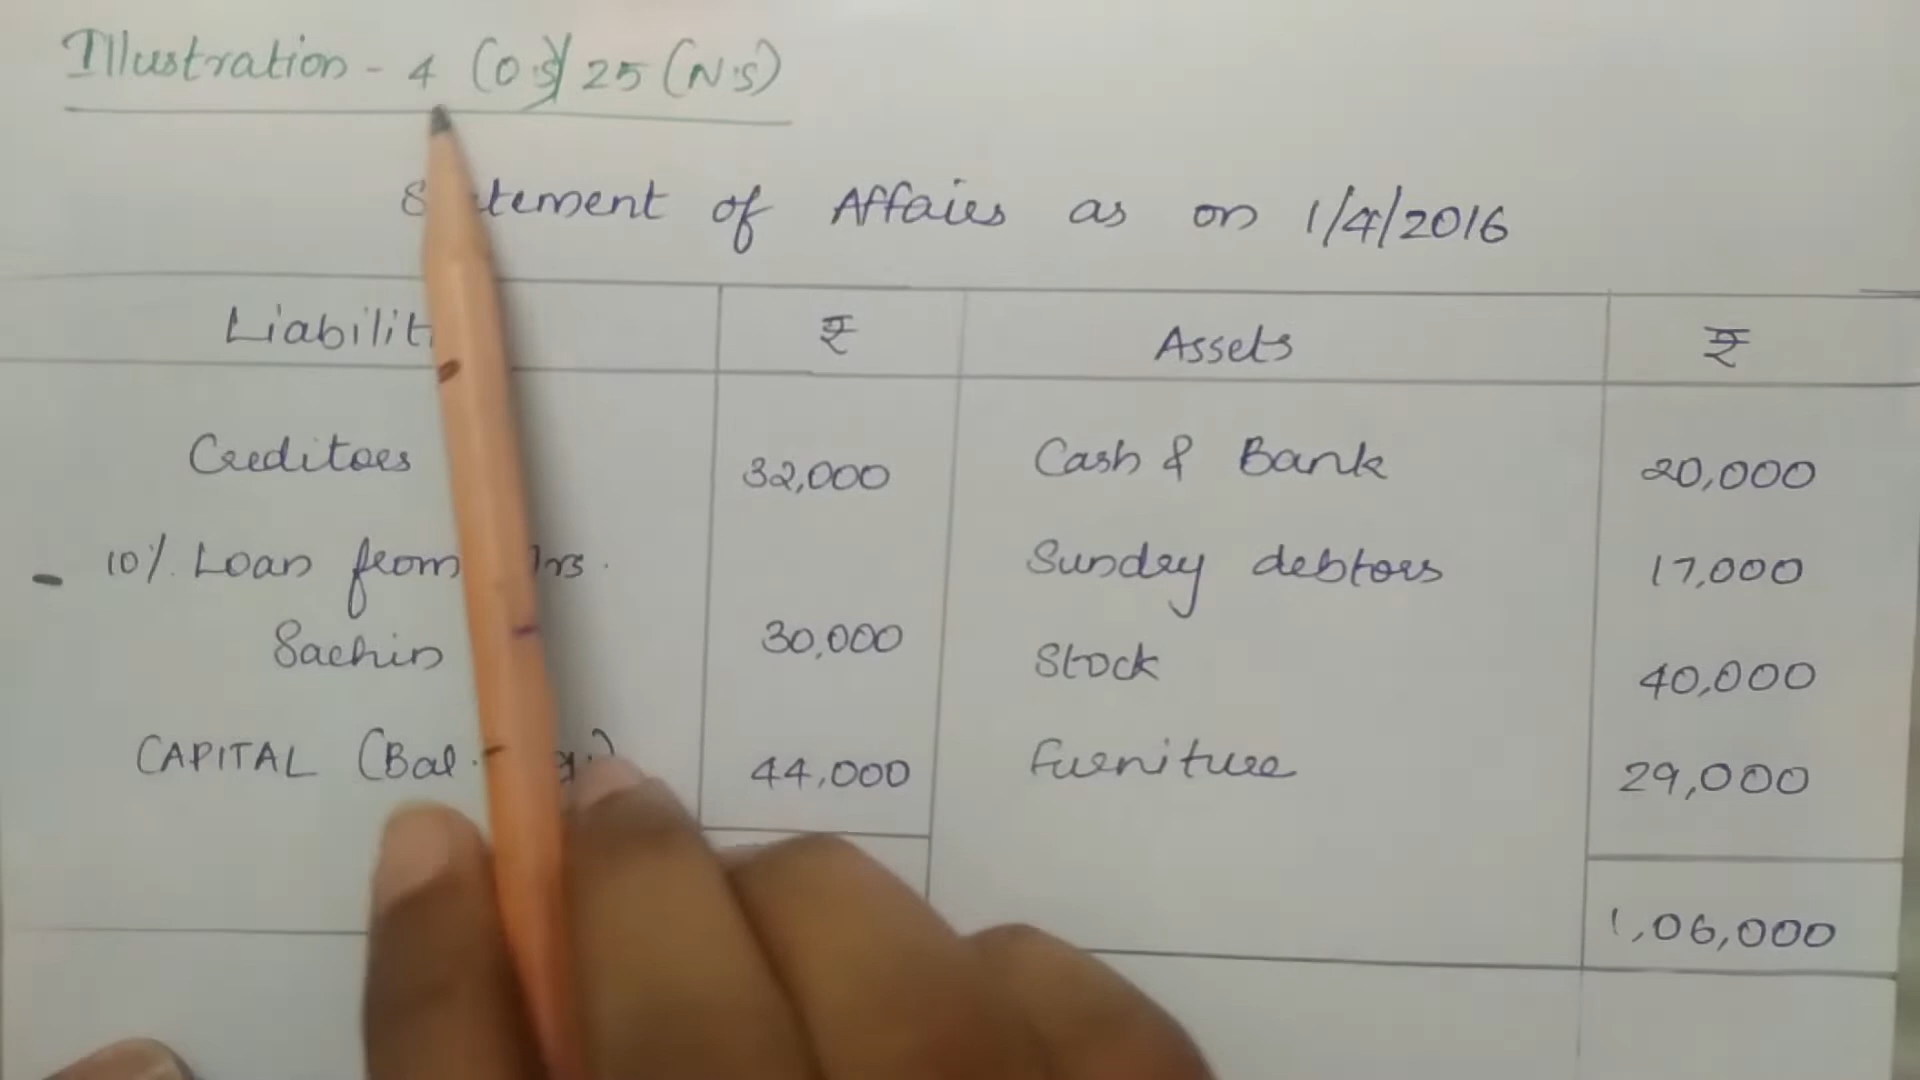 Illustration - 4 (O.S)/ 25 (N.S)
of Affairs as on 1/4/2016
₹ Assets ₹
Creditors 32,000 Cash & Bank 20,000
10% Loan from Sundry debtors 17,000
Sachin 30,000 Stock 40,000
CAPITAL (Bal. 44,000 Furniture 29,000
1,06,000